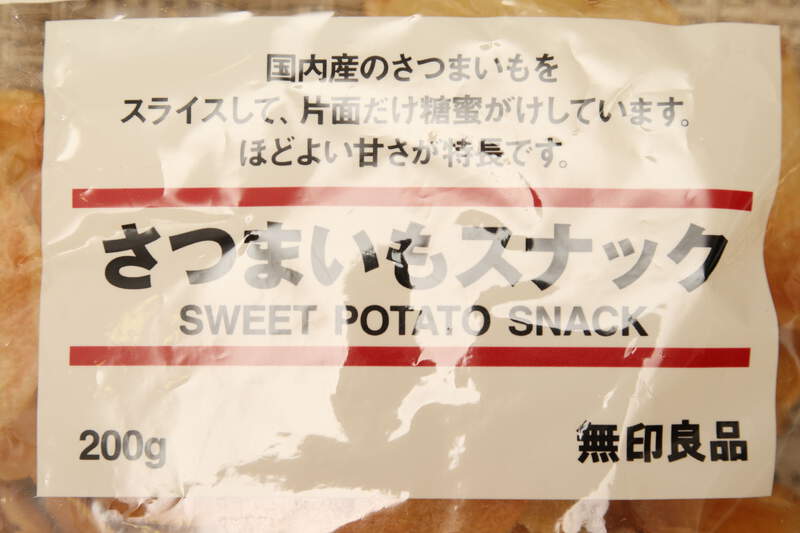 国内産のさつまいもを
スライスして、片面だけ糖蜜がけしています。
ほどよい甘さが特長です。
さつまいもスナック
SWEET POTATO SNACK
200g
無印良品